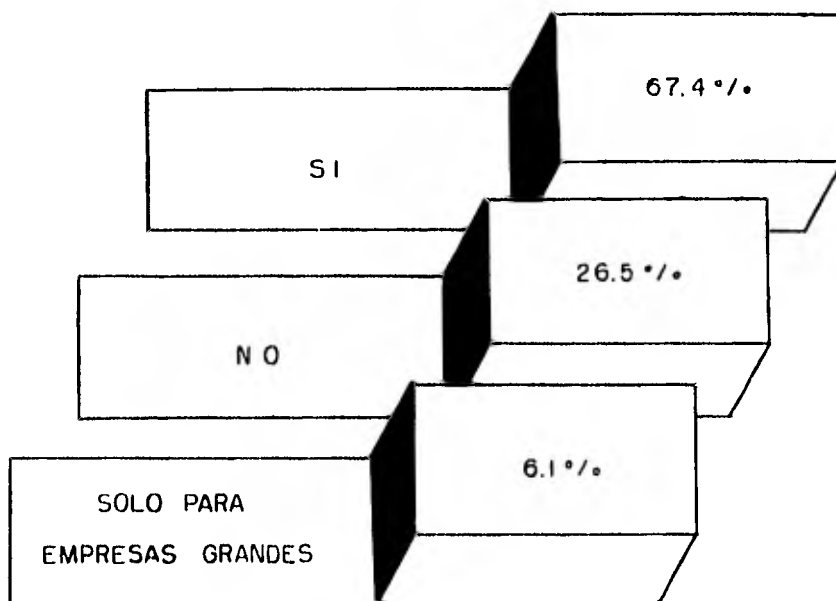 67.4 %
SI
26.5 %
NO
6.1 %
SOLO PARA
EMPRESAS GRANDES